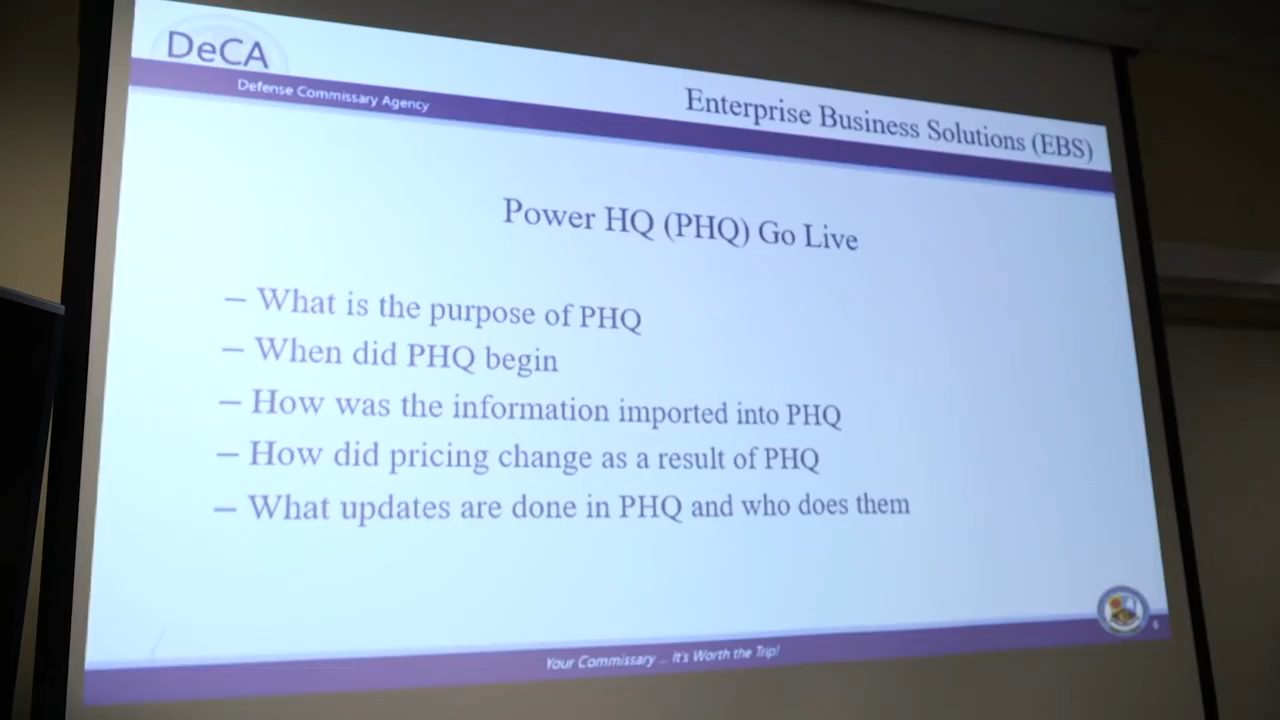 DeCA
Defense Commissary Agency
Enterprise Business Solutions (EBS)
Power HQ (PHQ) Go Live
– What is the purpose of PHQ
– When did PHQ begin
– How was the information imported into PHQ
– How did pricing change as a result of PHQ
– What updates are done in PHQ and who does them
Your Commissary ... It's Worth the Trip!
6